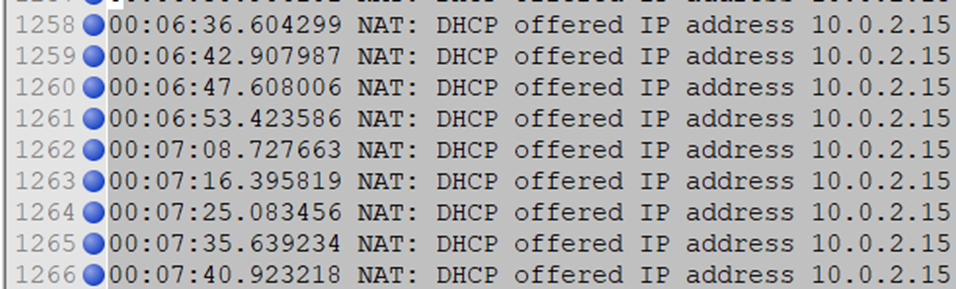 1258 00:06:36.604299 NAT: DHCP offered IP address 10.0.2.15
1259 00:06:42.907987 NAT: DHCP offered IP address 10.0.2.15
1260 00:06:47.608006 NAT: DHCP offered IP address 10.0.2.15
1261 00:06:53.423586 NAT: DHCP offered IP address 10.0.2.15
1262 00:07:08.727663 NAT: DHCP offered IP address 10.0.2.15
1263 00:07:16.395819 NAT: DHCP offered IP address 10.0.2.15
1264 00:07:25.083456 NAT: DHCP offered IP address 10.0.2.15
1265 00:07:35.639234 NAT: DHCP offered IP address 10.0.2.15
1266 00:07:40.923218 NAT: DHCP offered IP address 10.0.2.15